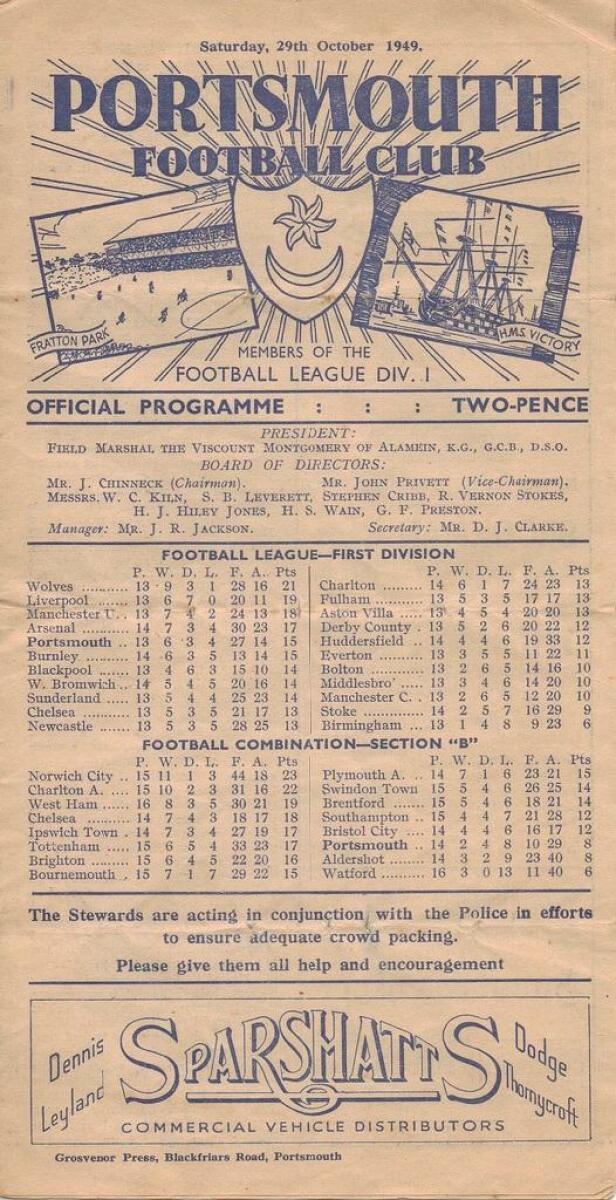 Saturday, 29th October 1949.
PORTSMOUTH
FOOTBALL CLUB
FRATTON PARK
H.M.S. VICTORY
MEMBERS OF THE
FOOTBALL LEAGUE DIV. I
OFFICIAL PROGRAMME : : : TWO-PENCE
PRESIDENT:
FIELD MARSHAL THE VISCOUNT MONTGOMERY OF ALAMEIN, K.G., G.C.B., D.S.O.
BOARD OF DIRECTORS:
MR. J. CHINNECK (Chairman). MR. JOHN PRIVETT (Vice-Chairman).
MESSRS. W. C. KILN, S. B. LEVERETT, STEPHEN CRIBB, R. VERNON STOKES,
H. J. HILEY JONES, H. S. WAIN, G. F. PRESTON.
Manager: MR. J. R. JACKSON. Secretary: MR. D. J. CLARKE.
FOOTBALL LEAGUE—FIRST DIVISION
P. W. D. L. F. A. Pts
Wolves .......... 13 9 3 1 28 16 21
Liverpool ....... 13 6 7 0 20 11 19
Manchester U. . 13 7 4 2 24 13 18
Arsenal .......... 14 7 3 4 30 23 17
Portsmouth .. 13 6 3 4 27 14 15
Burnley ......... 14 6 3 5 13 14 15
Blackpool ....... 13 4 6 3 15 10 14
W. Bromwich .. 14 5 4 5 20 16 14
Sunderland ..... 13 5 4 4 25 23 14
Chelsea .......... 13 5 3 5 21 17 13
Newcastle ....... 13 5 3 5 28 25 13
P. W. D. L. F. A. Pts
Charlton ......... 14 6 1 7 24 23 13
Fulham ........... 13 5 3 5 17 17 13
Aston Villa ..... 13 4 5 4 20 20 13
Derby County . 13 5 2 6 20 22 12
Huddersfield .. 14 4 4 6 19 33 12
Everton .......... 13 3 5 5 11 22 11
Bolton ............ 13 2 6 5 14 16 10
Middlesbro' ..... 13 3 4 6 14 20 10
Manchester C. . 13 2 6 5 12 20 10
Stoke ............. 14 2 5 7 16 29 9
Birmingham ... 13 1 4 8 9 23 6
FOOTBALL COMBINATION—SECTION "B"
P. W. D. L. F. A. Pts
Norwich City .. 15 11 1 3 44 18 23
Charlton A. .... 15 10 2 3 31 16 22
West Ham ...... 16 8 3 5 30 21 19
Chelsea .......... 14 7 4 3 18 17 18
Ipswich Town . 14 7 3 4 27 19 17
Tottenham ..... 15 6 5 4 33 23 17
Brighton ......... 15 6 4 5 22 20 16
Bournemouth . 15 7 1 7 29 22 15
P. W. D. L. F. A. Pts
Plymouth A. .. 14 7 1 6 23 21 15
Swindon Town 15 5 4 6 26 25 14
Brentford ....... 15 5 4 6 18 21 14
Southampton .. 15 4 4 7 21 28 12
Bristol City .... 14 4 4 6 16 17 12
Portsmouth .. 14 2 4 8 10 29 8
Aldershot ....... 14 3 2 9 23 40 8
Watford .......... 16 3 0 13 11 40 6
The Stewards are acting in conjunction with the Police in efforts
to ensure adequate crowd packing.
Please give them all help and encouragement
Dennis
Leyland
SPARSHATTS
Dodge
Thornycroft
COMMERCIAL VEHICLE DISTRIBUTORS
Grosvenor Press, Blackfriars Road, Portsmouth